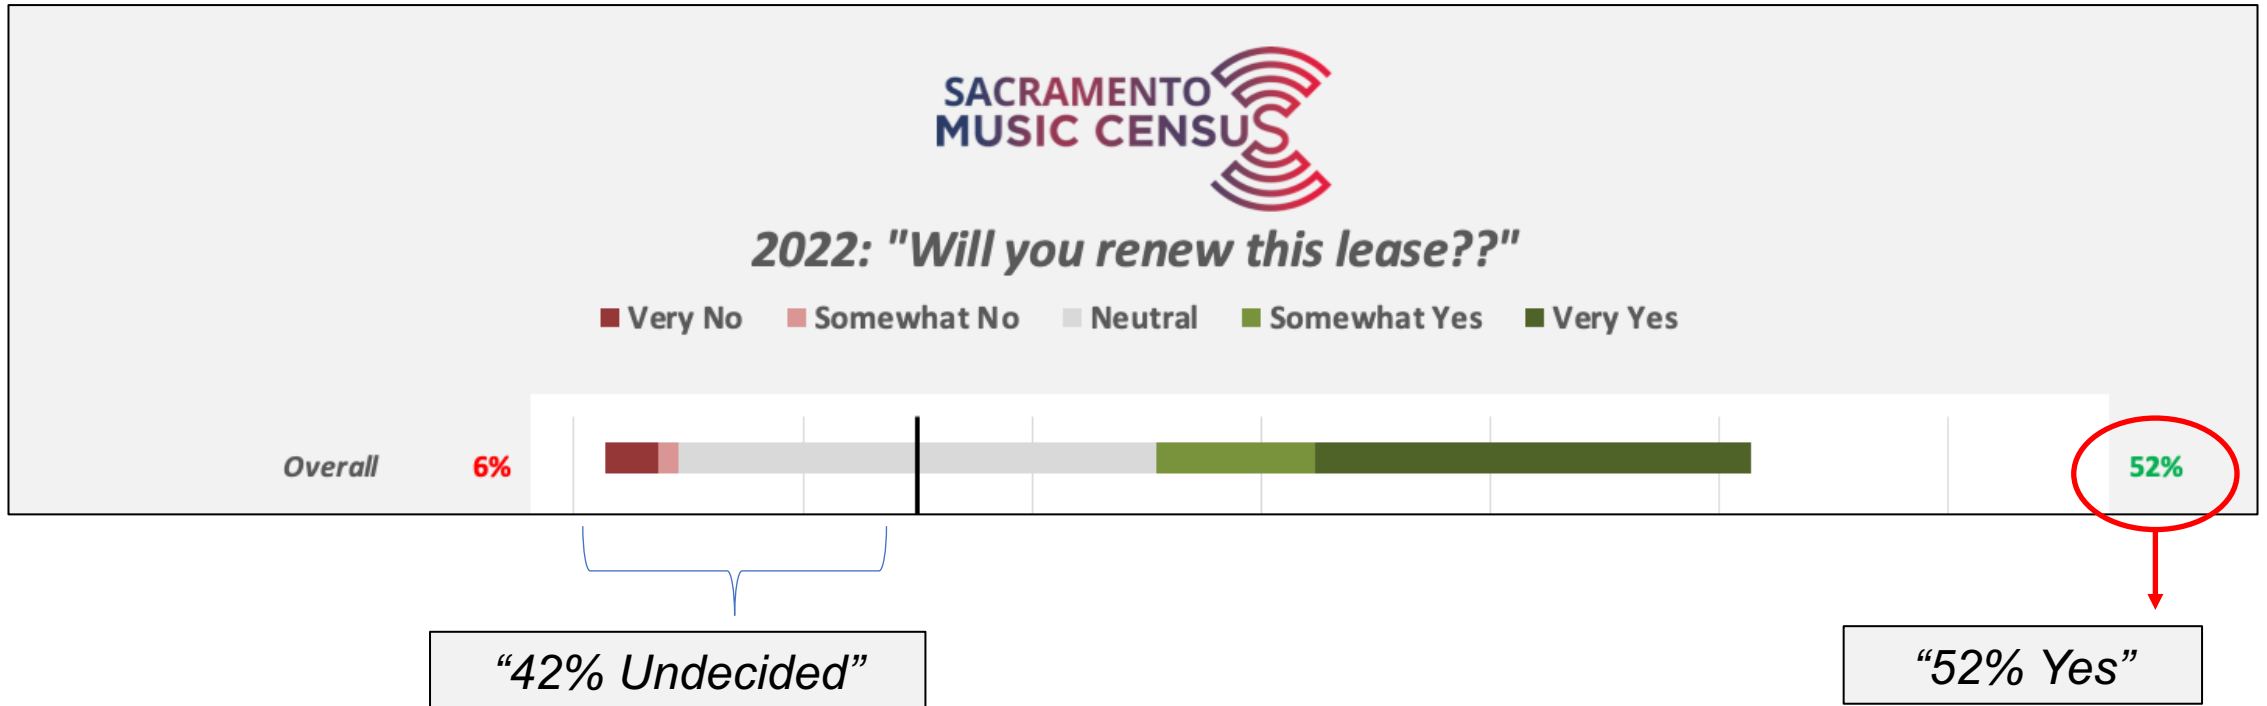 SACRAMENTO
MUSIC CENSUS
2022: "Will you renew this lease??"
Very No Somewhat No Neutral Somewhat Yes Very Yes
Overall 6% 52%
“42% Undecided” “52% Yes”